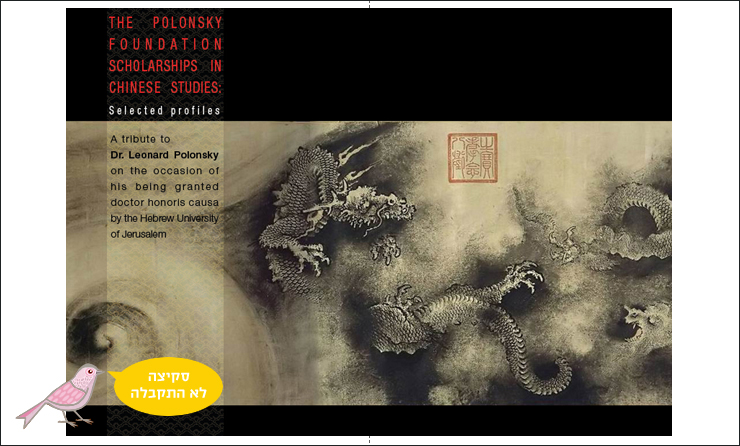 THE POLONSKY
FOUNDATION
SCHOLARSHIPS IN
CHINESE STUDIES:
Selected profiles
A tribute to
Dr. Leonard Polonsky
on the occasion of
his being granted
doctor honoris causa
by the Hebrew University
of Jerusalem
סקיצה
לא התקבלה